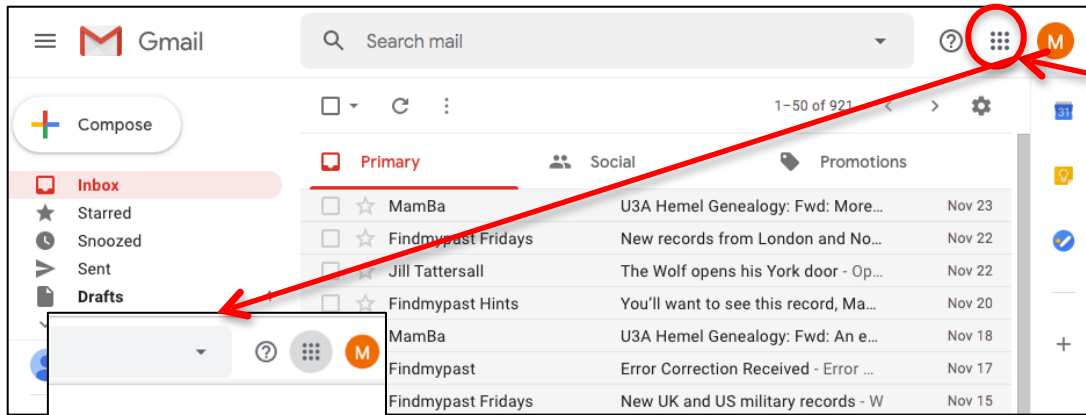 Gmail Search mail M
1–50 of 921
31
Compose
Primary Social Promotions
Inbox
Starred
Snoozed
Sent
Drafts
MamBa U3A Hemel Genealogy: Fwd: More... Nov 23
Findmypast Fridays New records from London and No... Nov 22
Jill Tattersall The Wolf opens his York door - Op... Nov 22
Findmypast Hints You'll want to see this record, Ma... Nov 20
MamBa U3A Hemel Genealogy: Fwd: An e... Nov 18
Findmypast Error Correction Received - Error ... Nov 17
Findmypast Fridays New UK and US military records - W Nov 15
M